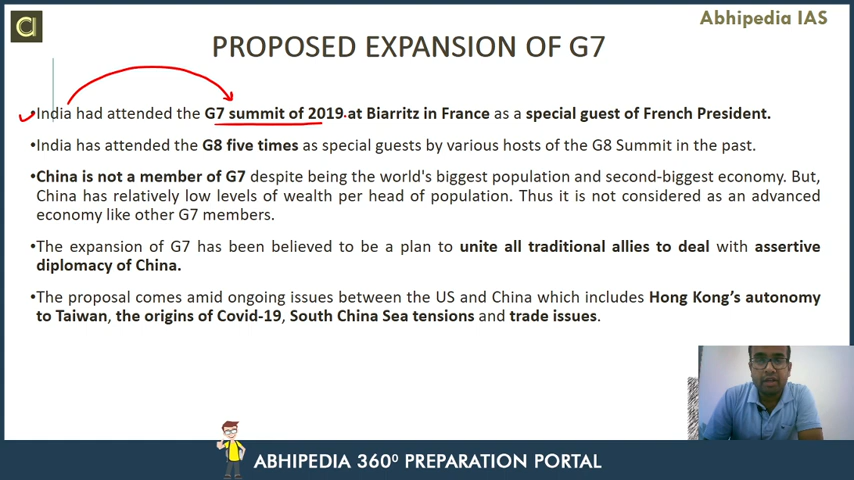 Abhipedia IAS
a
PROPOSED EXPANSION OF G7
•India had attended the G7 summit of 2019 at Biarritz in France as a special guest of French President.
•India has attended the G8 five times as special guests by various hosts of the G8 Summit in the past.
•China is not a member of G7 despite being the world's biggest population and second-biggest economy. But,
China has relatively low levels of wealth per head of population. Thus it is not considered as an advanced
economy like other G7 members.
•The expansion of G7 has been believed to be a plan to unite all traditional allies to deal with assertive
diplomacy of China.
•The proposal comes amid ongoing issues between the US and China which includes Hong Kong’s autonomy
to Taiwan, the origins of Covid-19, South China Sea tensions and trade issues.
ABHIPEDIA 360⁰ PREPARATION PORTAL